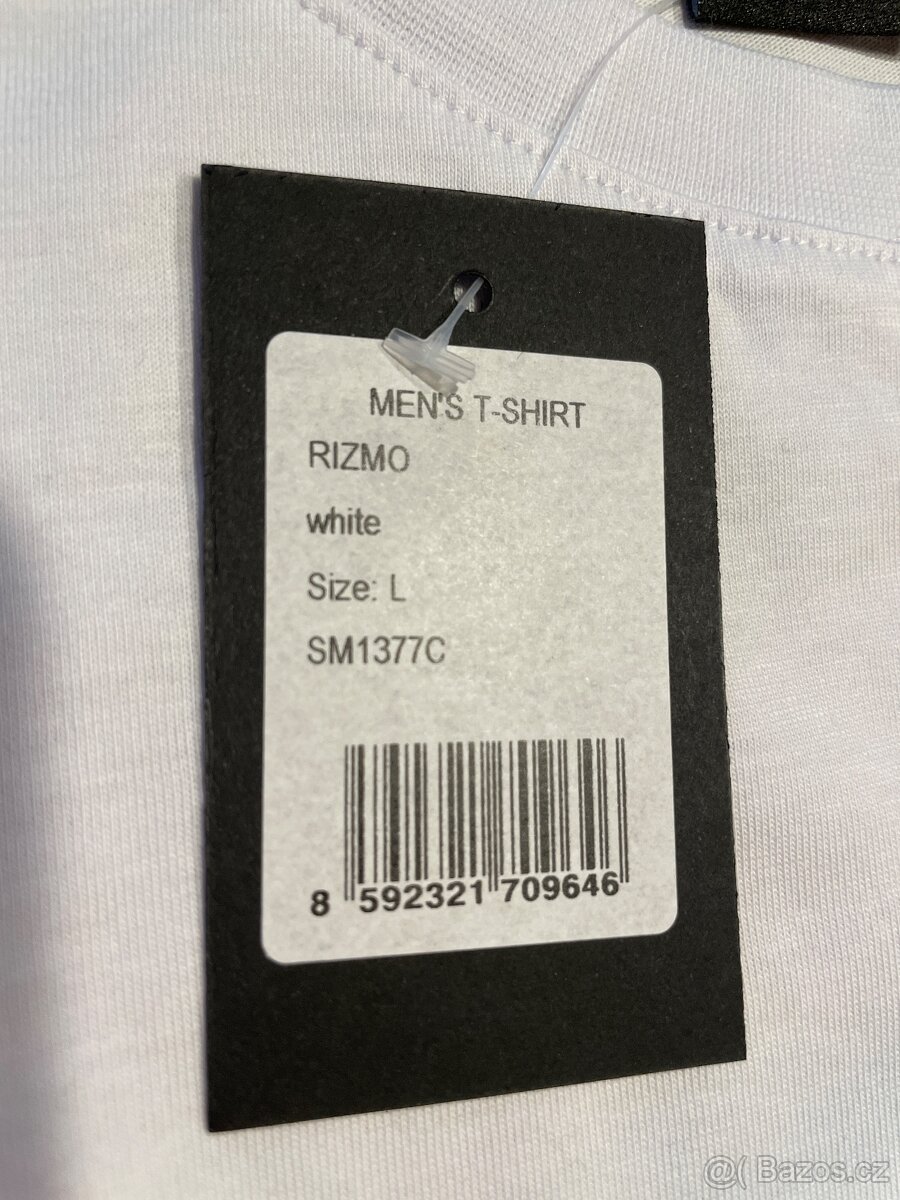 MEN'S T-SHIRT
RIZMO
white
Size: L
SM1377C
8 592321 709646
@( Bazos.cz